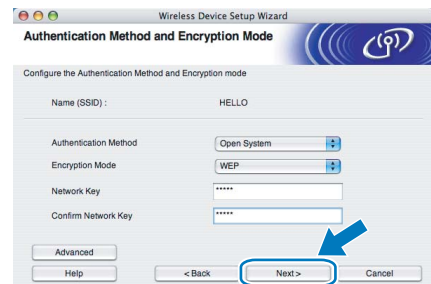 Wireless Device Setup Wizard
Authentication Method and Encryption Mode
Configure the Authentication Method and Encryption mode
Name (SSID) : HELLO
Authentication Method Open System
Encryption Mode WEP
Network Key *****
Confirm Network Key *****
Advanced
Help < Back Next > Cancel